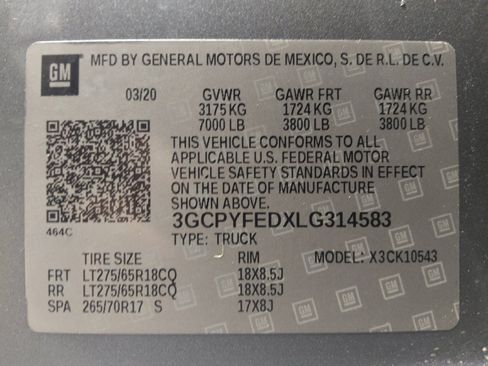 GM MFD BY GENERAL MOTORS DE MEXICO, S. DE R.L. DE C.V.
03/20 GVWR GAWR FRT GAWR RR
3175 KG 1724 KG 1724 KG
7000 LB 3800 LB 3800 LB
THIS VEHICLE CONFORMS TO ALL
APPLICABLE U.S. FEDERAL MOTOR
VEHICLE SAFETY STANDARDS IN EFFECT
ON THE DATE OF MANUFACTURE
SHOWN ABOVE.
3GCPYFEDXLG314583
464C TYPE: TRUCK
TIRE SIZE RIM MODEL: X3CK10543
FRT LT275/65R18CQ 18X8.5J
RR LT275/65R18CQ 18X8.5J
SPA 265/70R17 S 17X8J